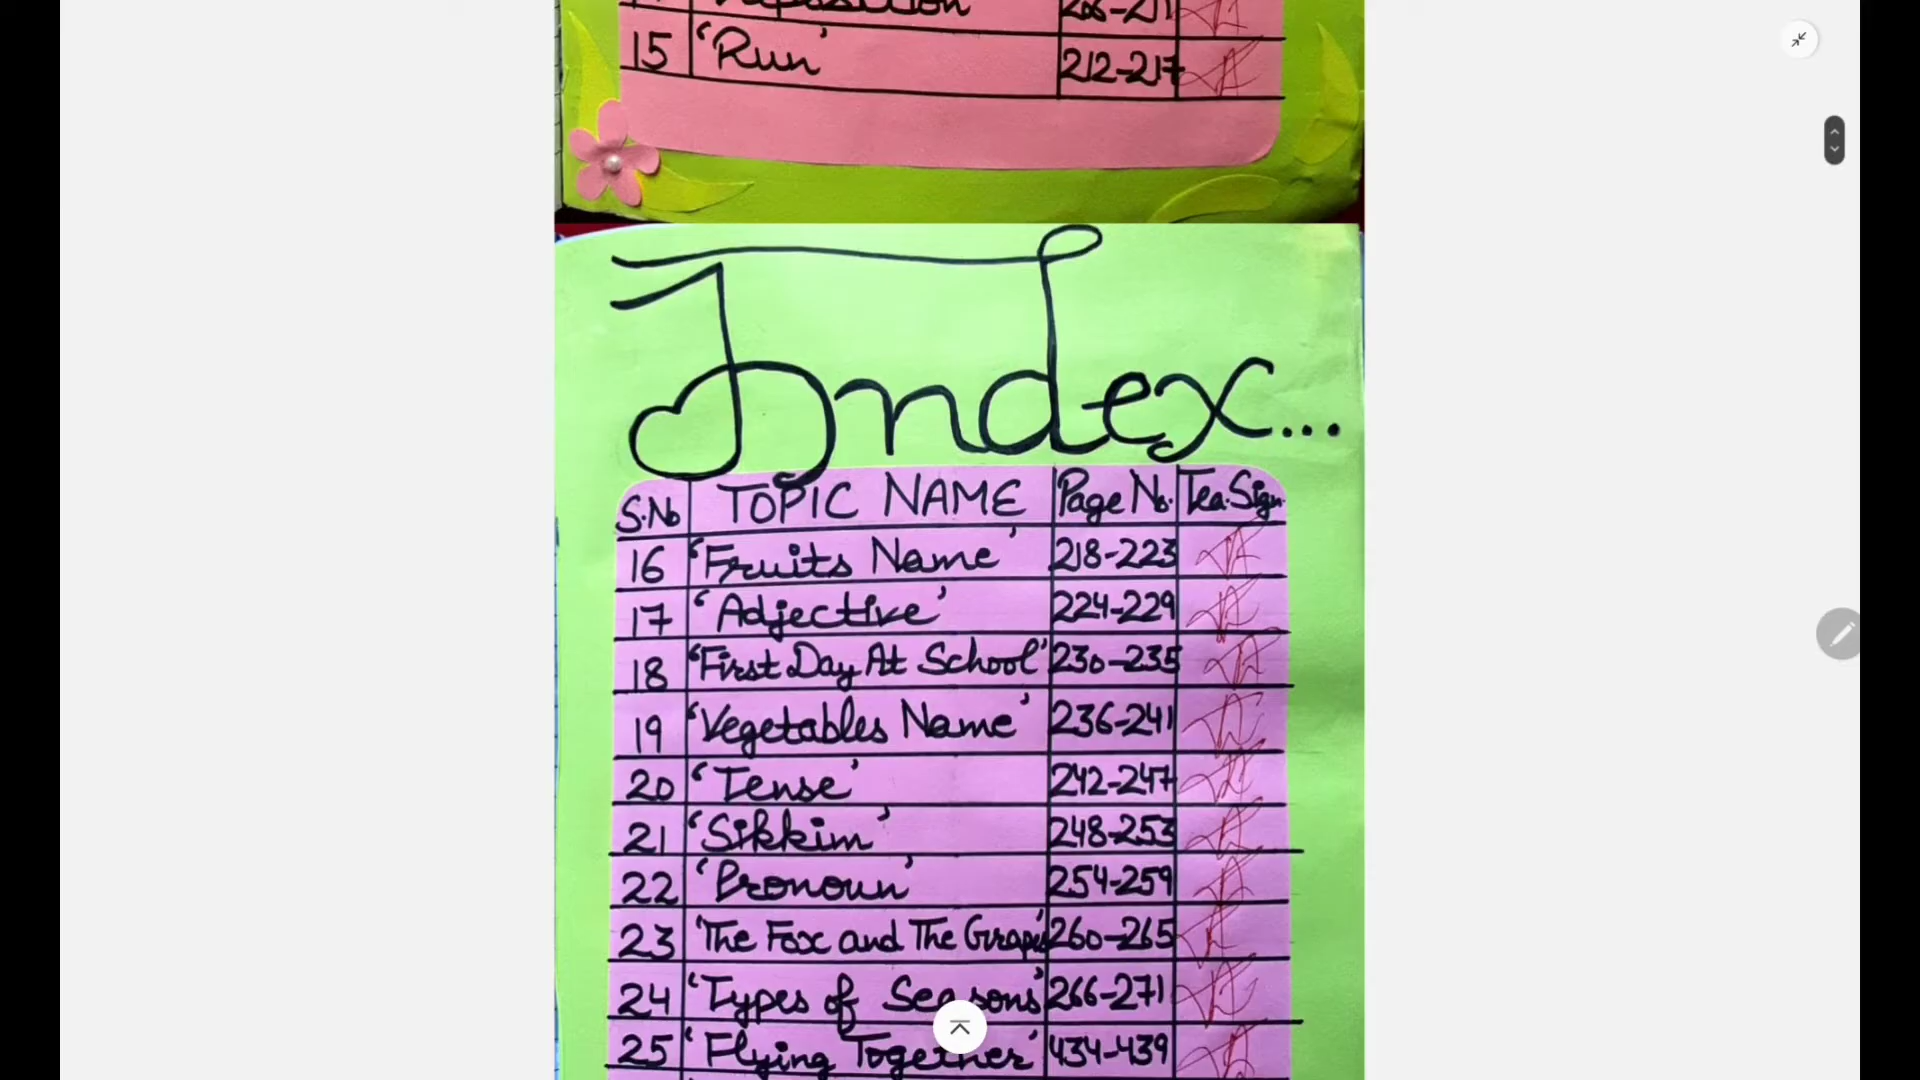 15 'Run' 212-217
Index...
S.No TOPIC NAME Page No. Tea.Sign.
16 'Fruits Name' 218-223
17 'Adjective' 224-229
18 'First Day At School' 230-235
19 'Vegetables Name' 236-241
20 'Tense' 242-247
21 'Sikkim' 248-253
22 'Pronoun' 254-259
23 'The Fox and The Grapes' 260-265
24 'Types of Seasons' 266-271
25 'Flying Together' 434-439